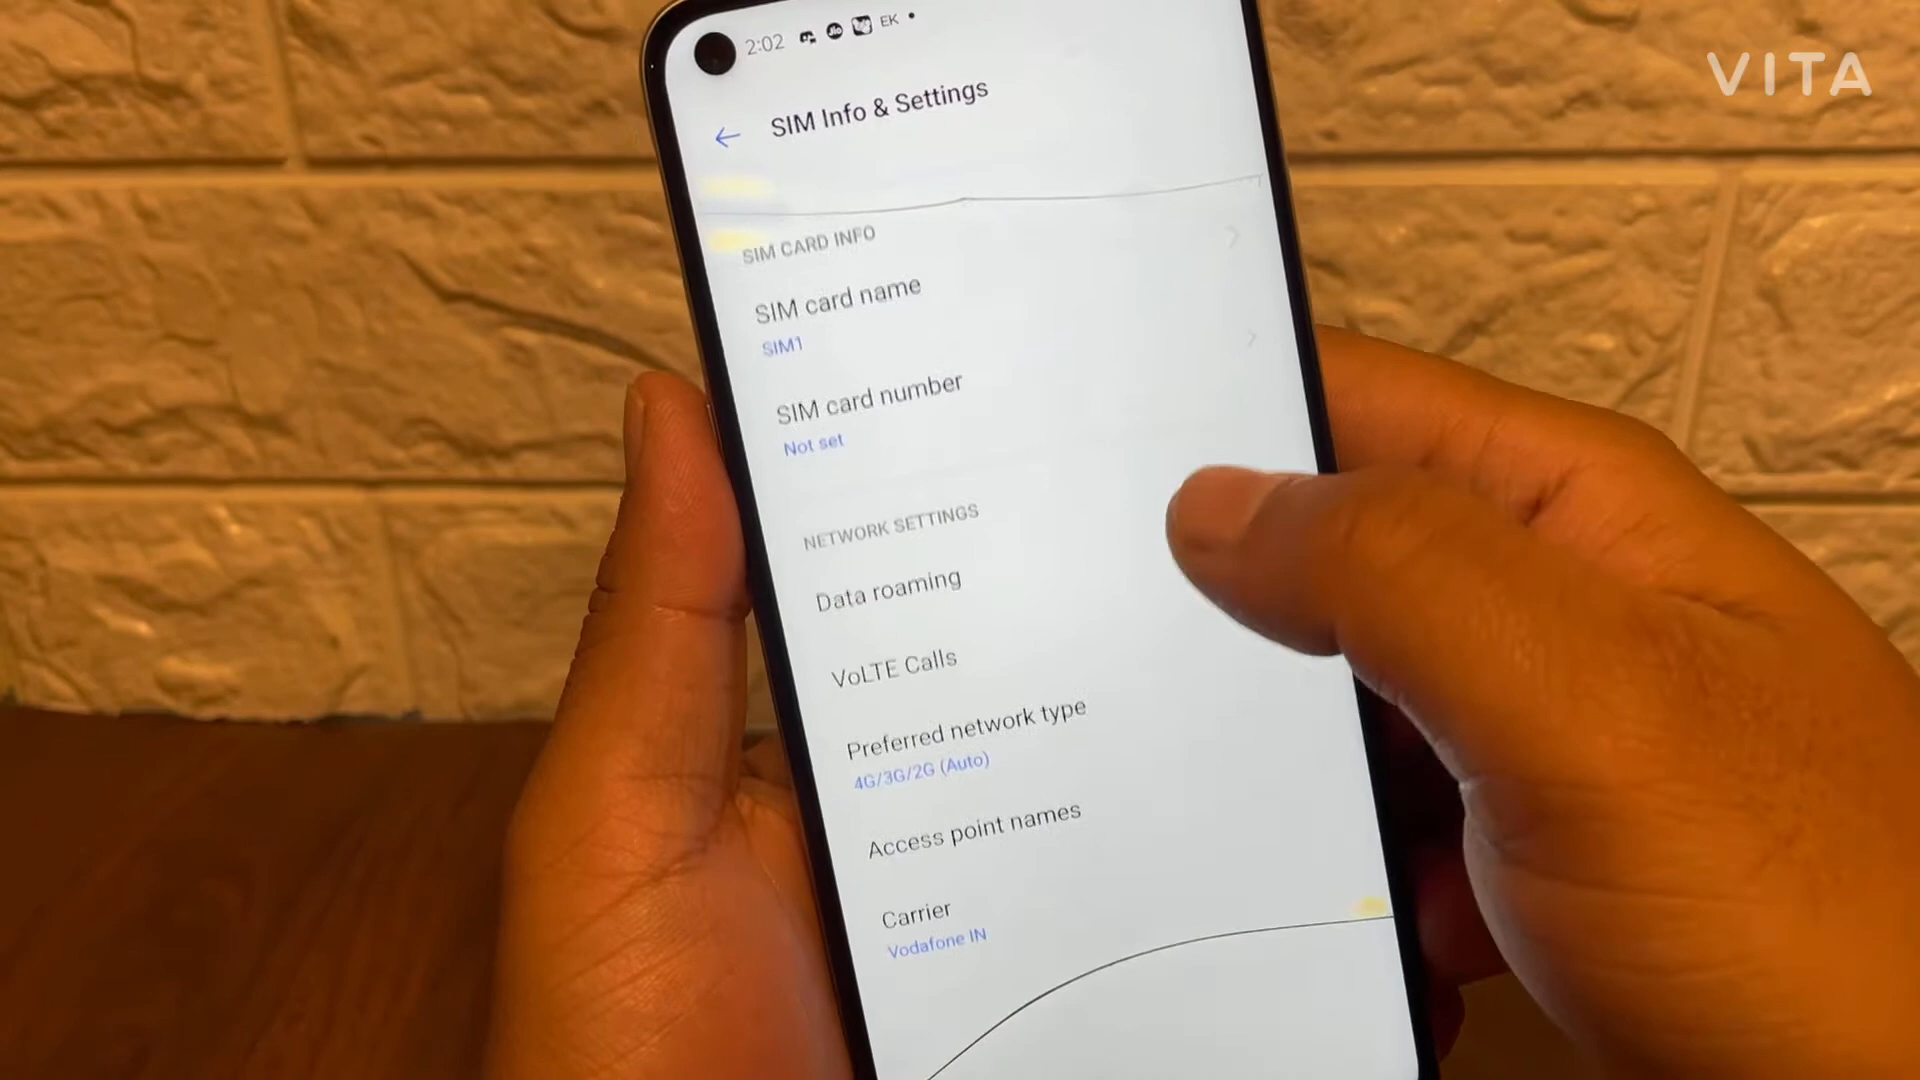 VITA
2:02 Jio EK
SIM Info & Settings
SIM CARD INFO
SIM card name
SIM1
SIM card number
Not set
NETWORK SETTINGS
Data roaming
VoLTE Calls
Preferred network type
4G/3G/2G (Auto)
Access point names
Carrier
Vodafone IN